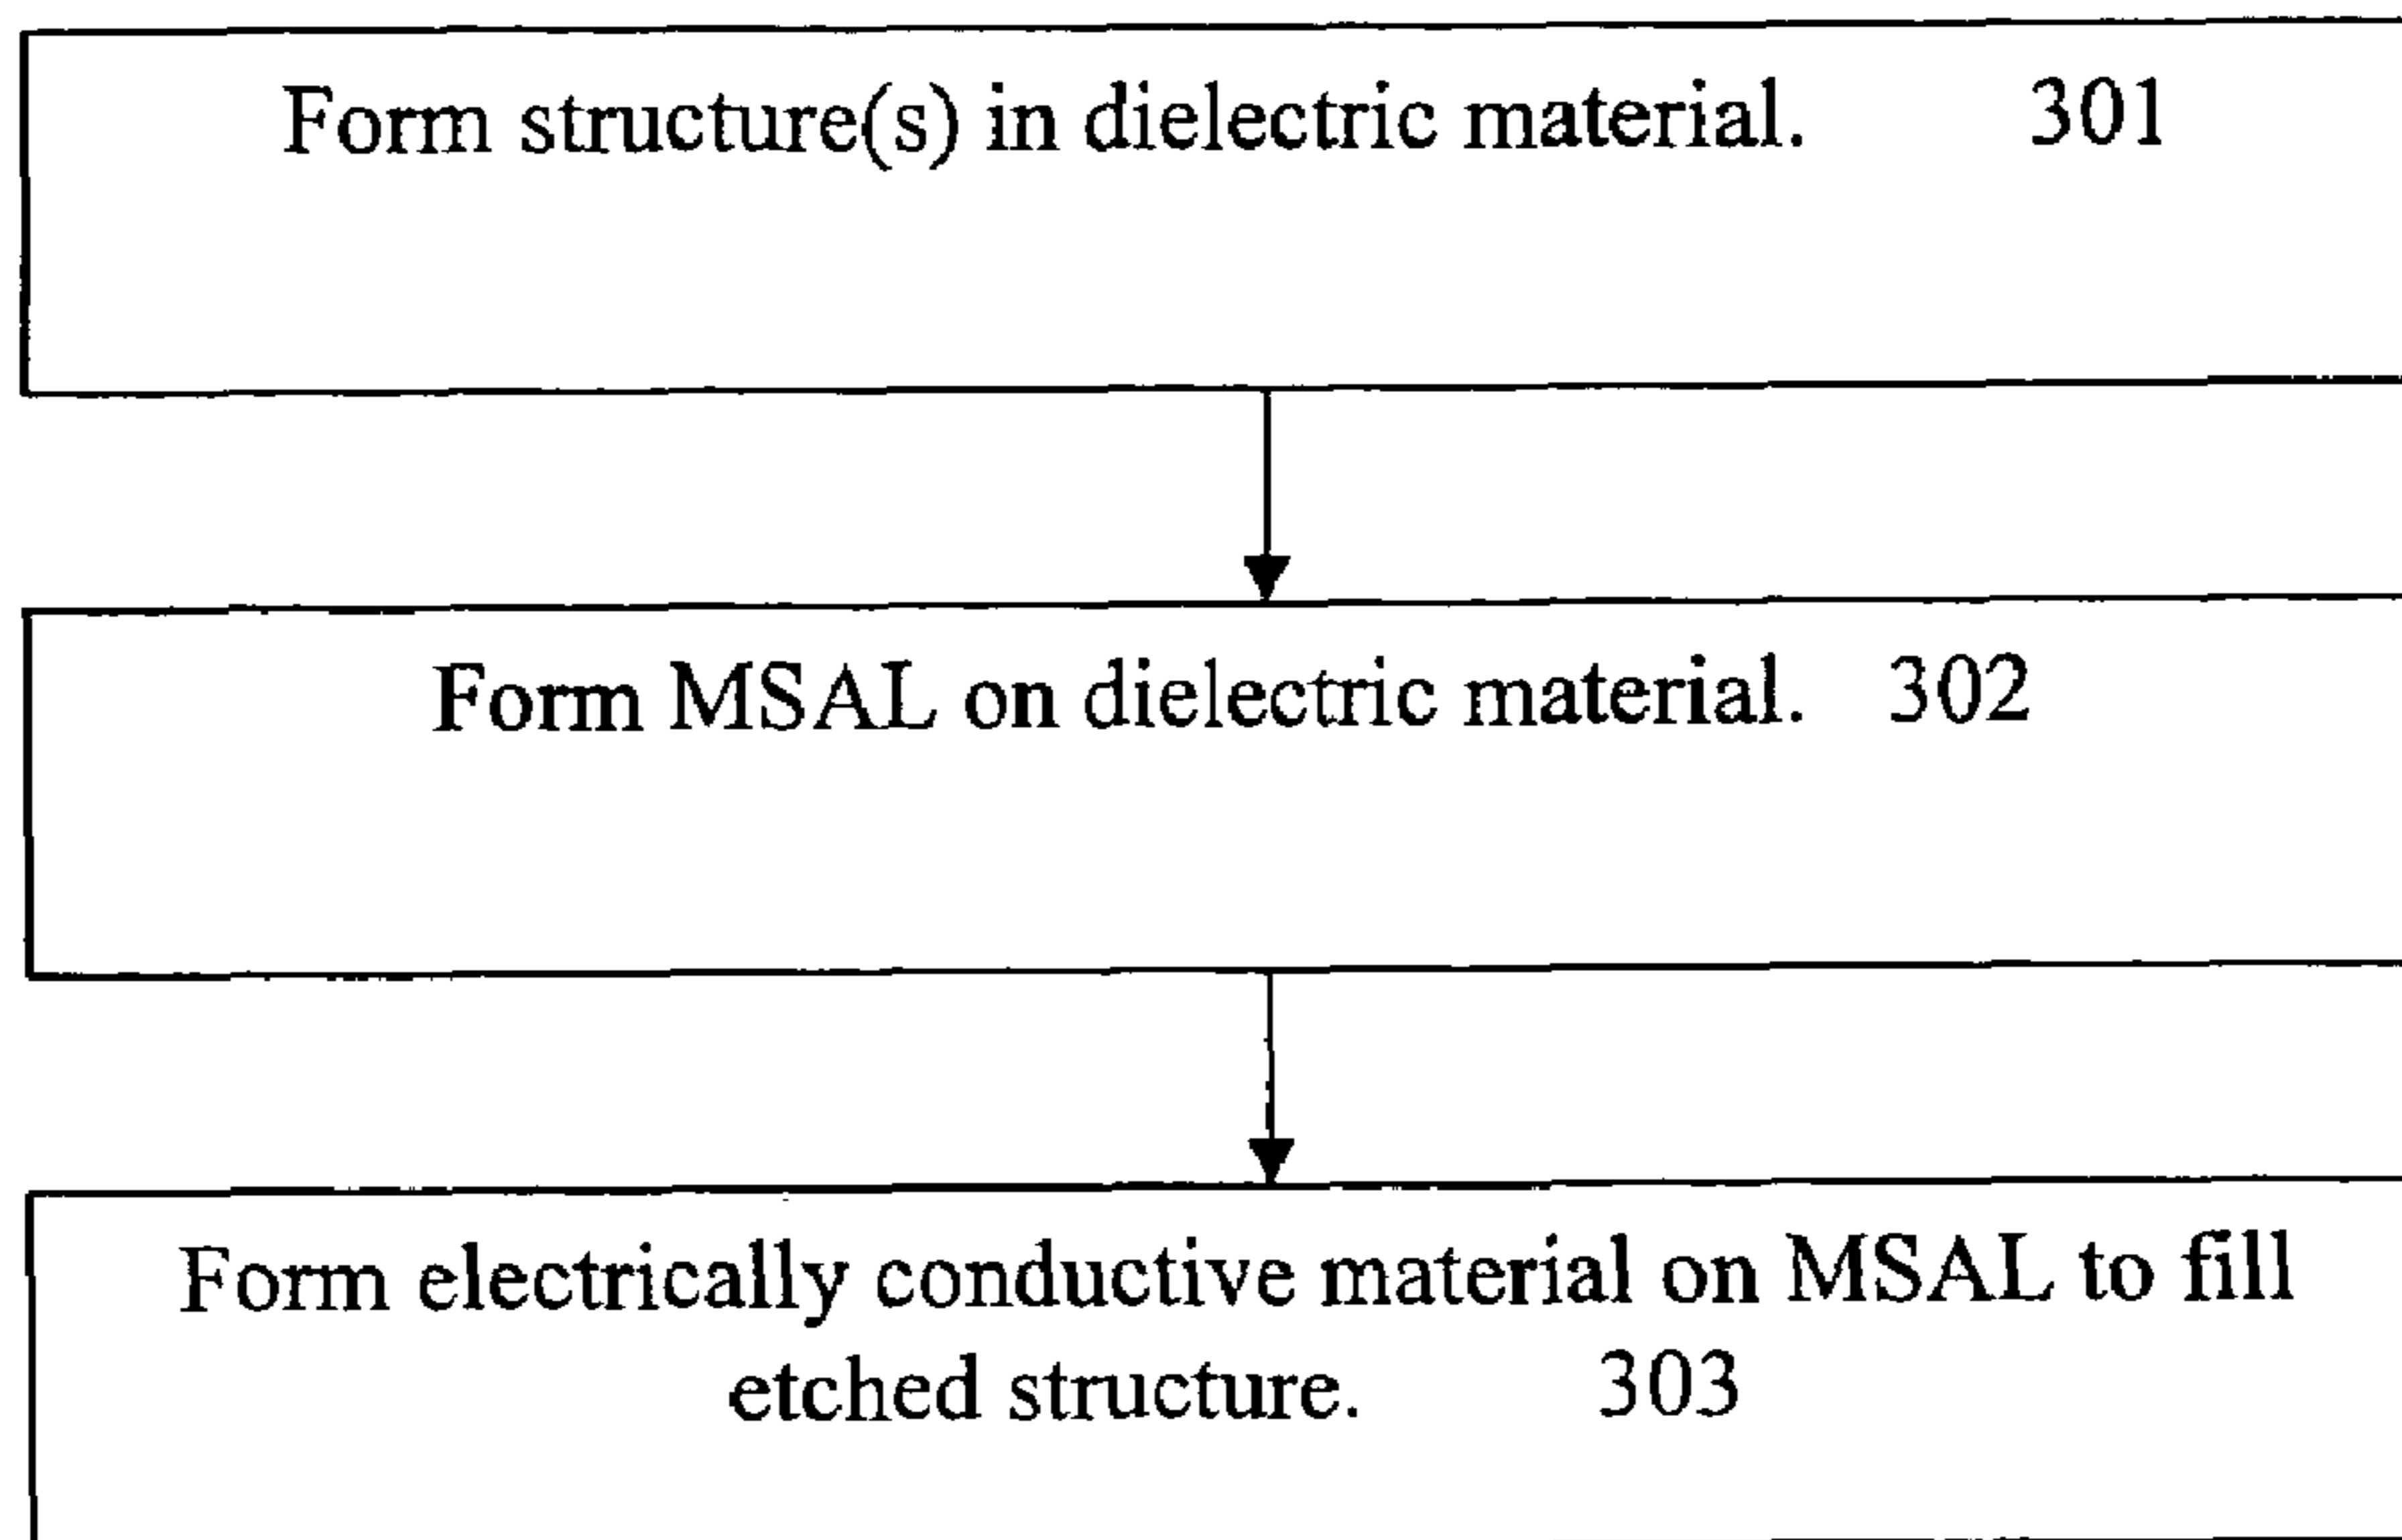 Form structure(s) in dielectric material. 301
Form MSAL on dielectric material. 302
Form electrically conductive material on MSAL to fill
etched structure. 303